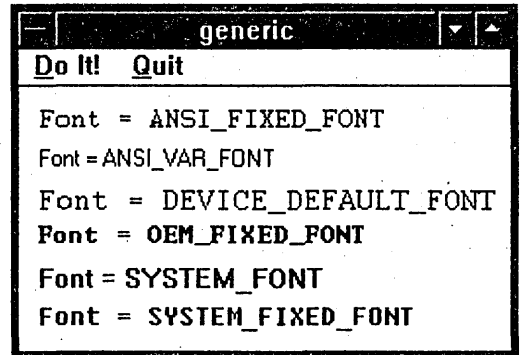 generic
Do It! Quit
Font = ANSI_FIXED_FONT
Font = ANSI_VAR_FONT
Font = DEVICE_DEFAULT_FONT
Font = OEM_FIXED_FONT
Font = SYSTEM_FONT
Font = SYSTEM_FIXED_FONT